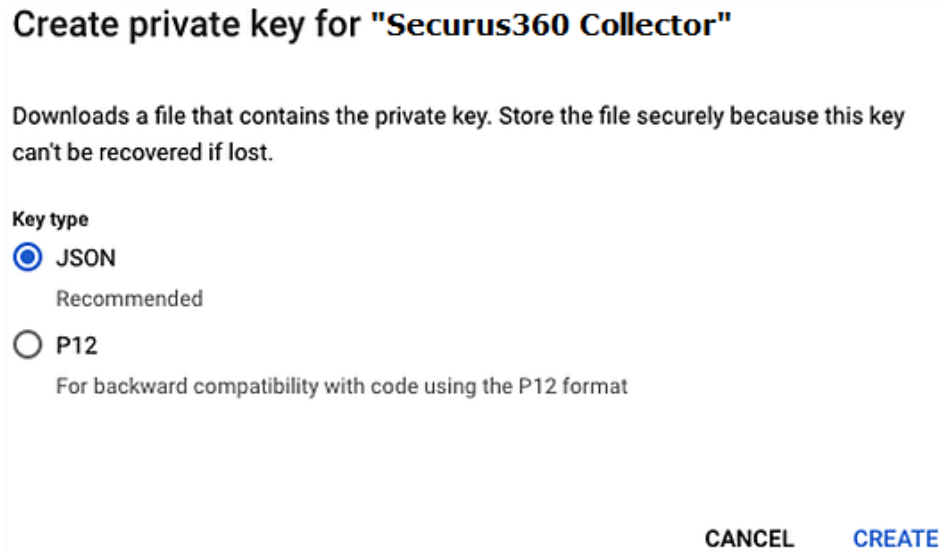 Create private key for "Securus360 Collector"
Downloads a file that contains the private key. Store the file securely because this key
can't be recovered if lost.
Key type
JSON
Recommended
P12
For backward compatibility with code using the P12 format
CANCEL CREATE